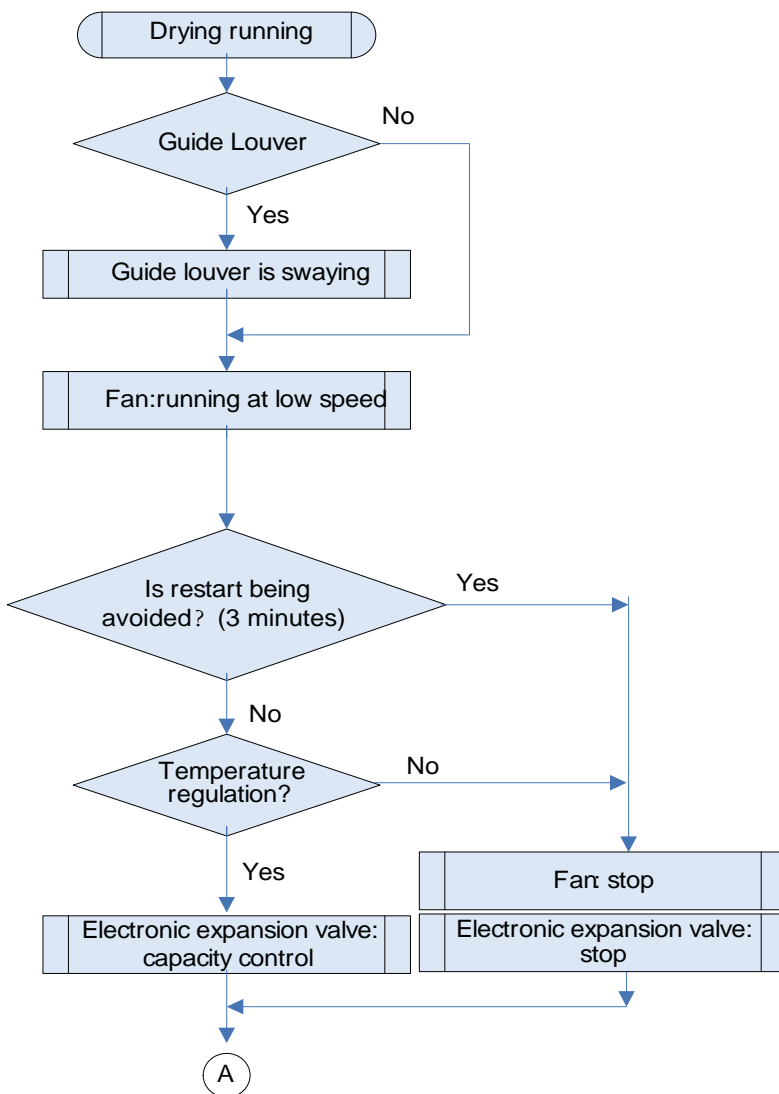 Drying running
Guide Louver
No
Yes
Guide louver is swaying
Fan:running at low speed
Is restart being
avoided? (3 minutes)
Yes
No
Temperature
regulation?
No
Yes
Fan: stop
Electronic expansion valve:
capacity control
Electronic expansion valve:
stop
A